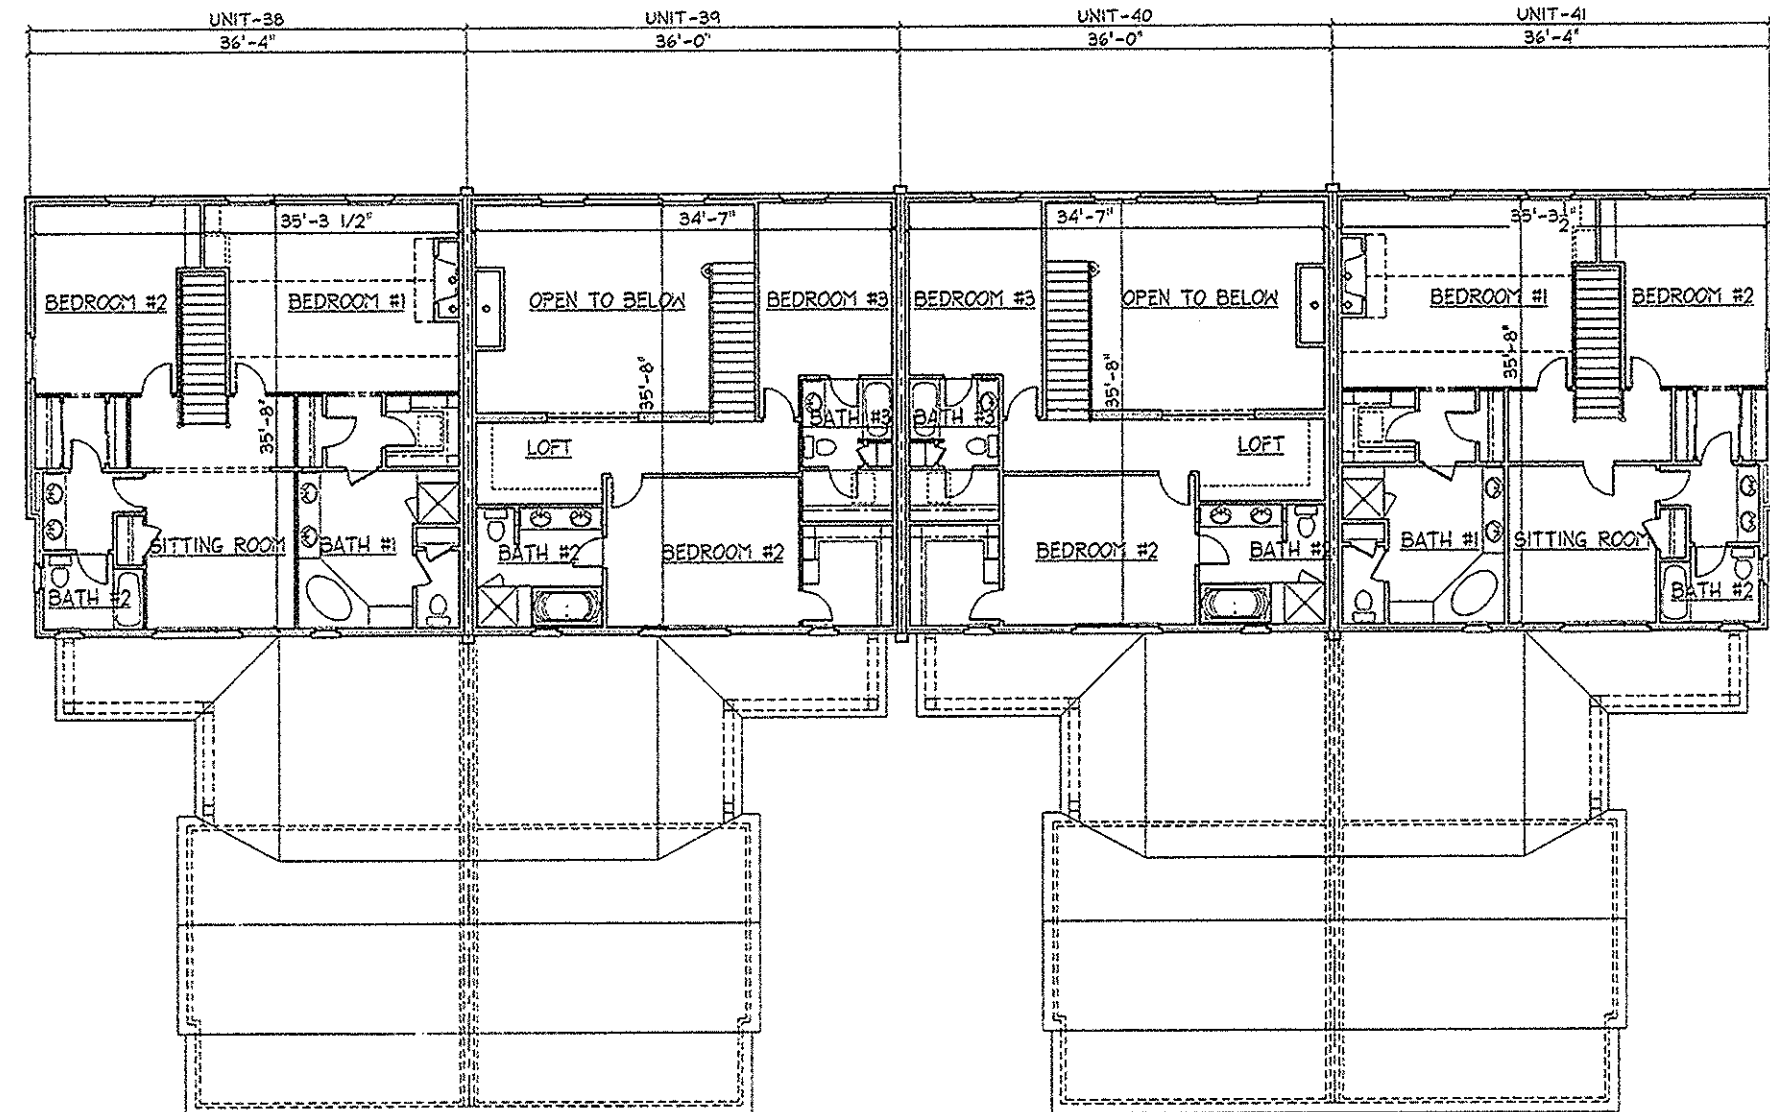 UNIT-38 UNIT-39 UNIT-40 UNIT-41
36'-4" 36'-0" 36'-0" 36'-4"
35'-3 1/2" 34'-7" 34'-7" 35'-3 1/2"
BEDROOM #2 BEDROOM #1 OPEN TO BELOW BEDROOM #3 BEDROOM #3 OPEN TO BELOW BEDROOM #1 BEDROOM #2
35'-8" 35'-8" 35'-8" 35'-8"
BATH #3 BATH #3
LOFT LOFT
SITTING ROOM BATH #1 BATH #2 BEDROOM #2 BEDROOM #2 BATH #2 BATH #1 SITTING ROOM
BATH #2 BATH #2